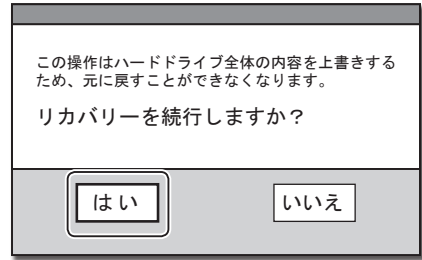 この操作はハードドライブ全体の内容を上書きする
ため、元に戻すことができなくなります。
リカバリーを続行しますか？
はい
いいえ